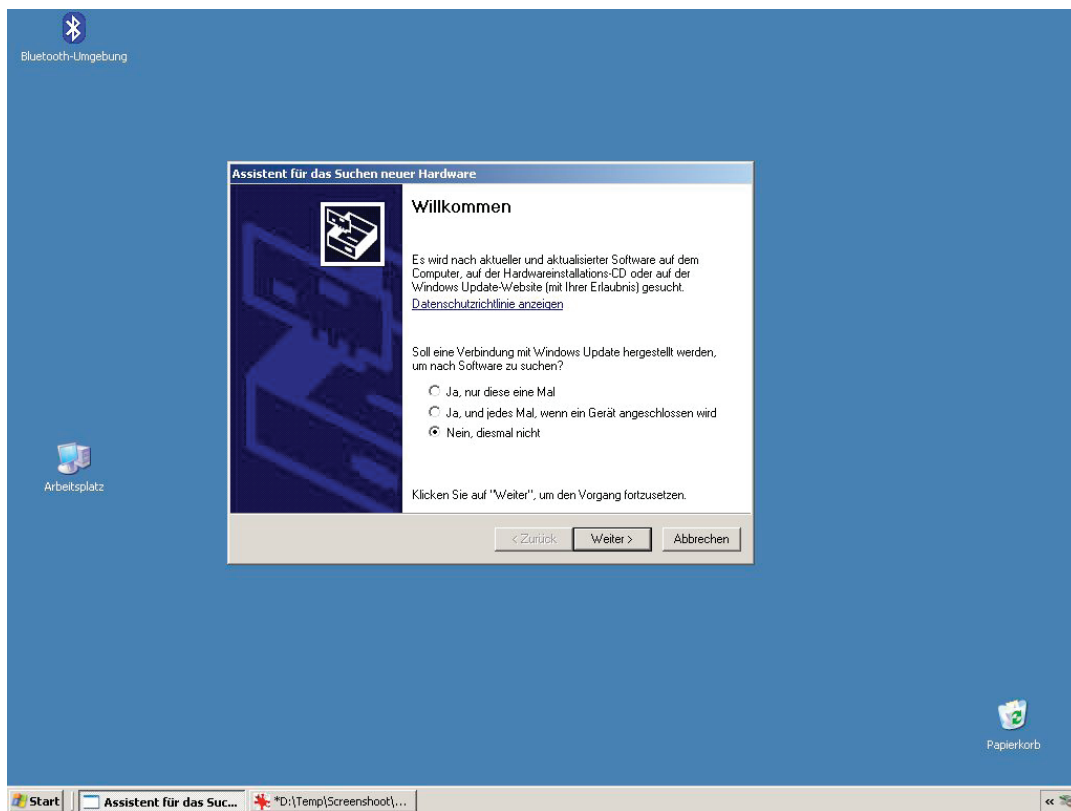 Bluetooth-Umgebung
Assistent für das Suchen neuer Hardware
Willkommen
Es wird nach aktueller und aktualisierter Software auf dem
Computer, auf der Hardwareinstallations-CD oder auf der
Windows Update-Website (mit Ihrer Erlaubnis) gesucht.
Datenschutzrichtlinie anzeigen
Soll eine Verbindung mit Windows Update hergestellt werden,
um nach Software zu suchen?
Ja, nur diese eine Mal
Ja, und jedes Mal, wenn ein Gerät angeschlossen wird
Nein, diesmal nicht
Arbeitsplatz
Klicken Sie auf "Weiter", um den Vorgang fortzusetzen.
< Zurück Weiter > Abbrechen
Papierkorb
Start Assistent für das Suc... *D:\Temp\Screenshoot\... «